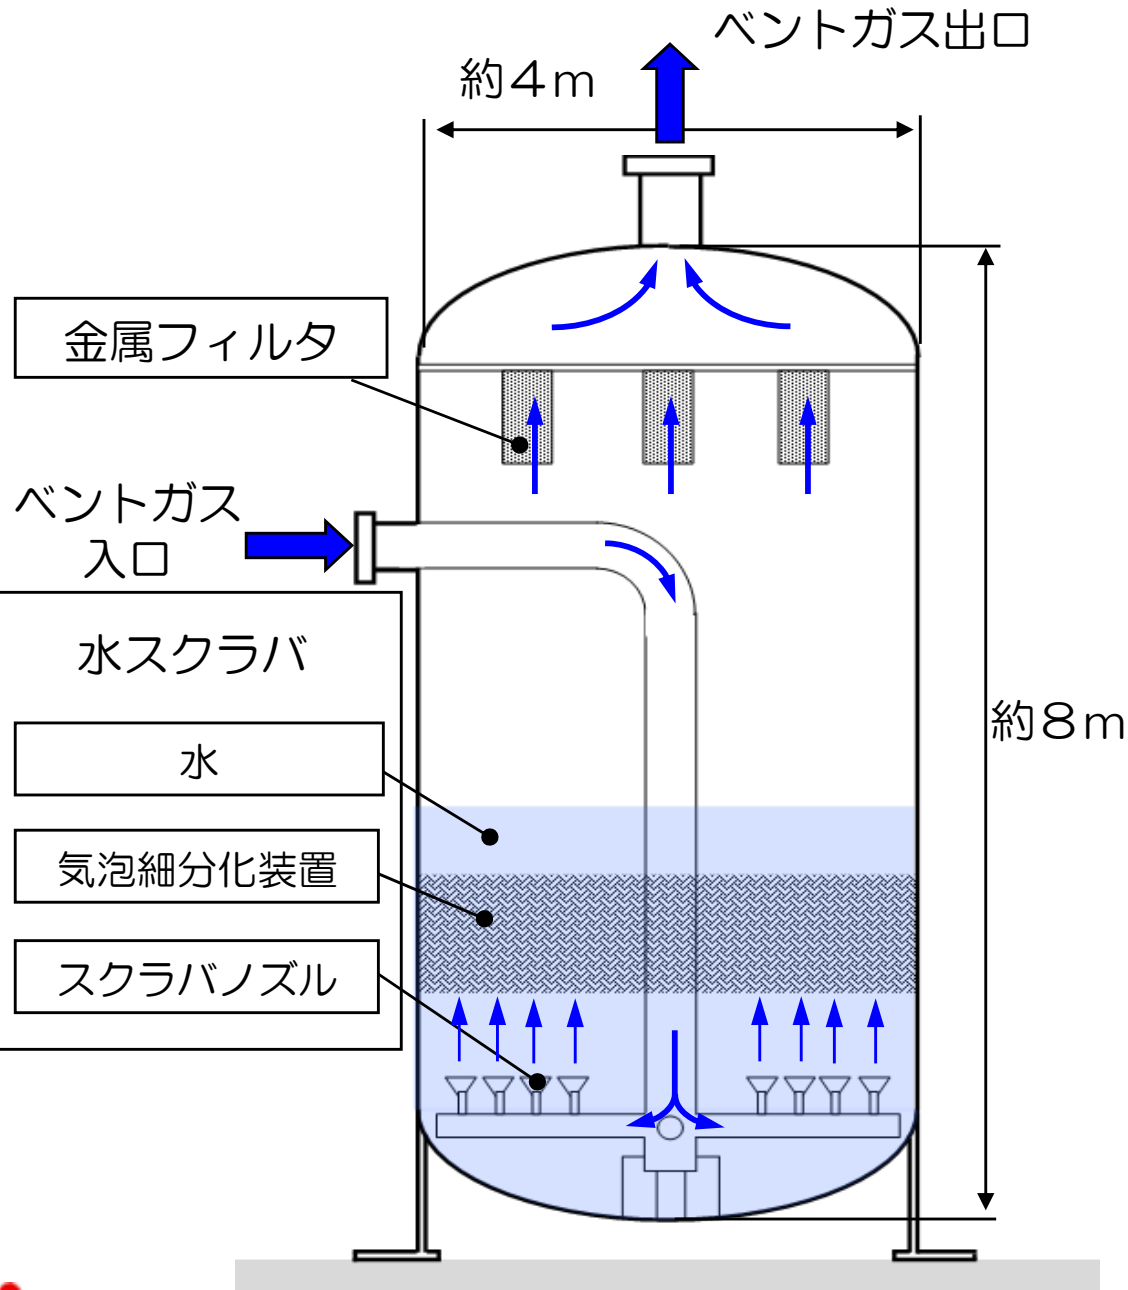 ベントガス出口
約４ｍ
金属フィルタ
ベントガス
入口
水スクラバ
水
気泡細分化装置
スクラバノズル
約８ｍ